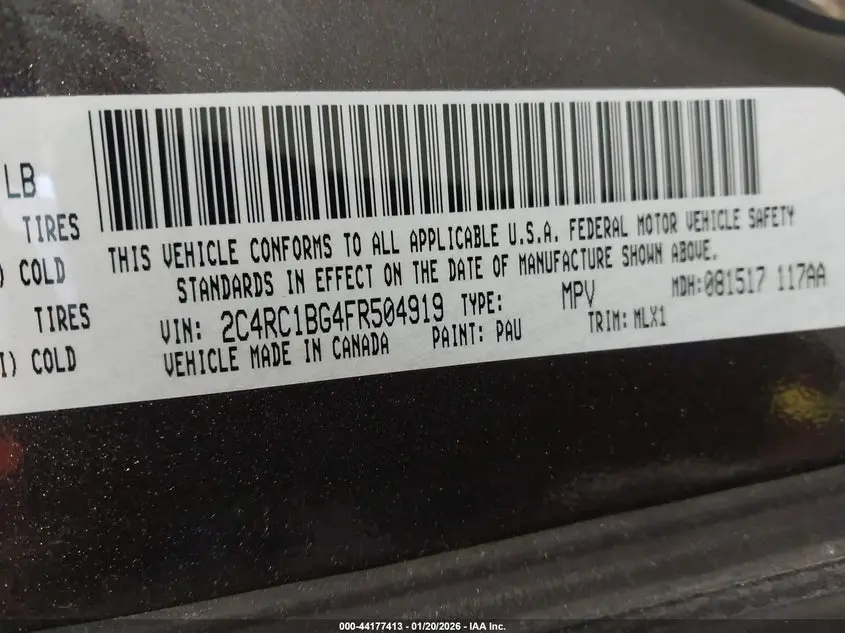 LB
TIRES
) COLD
TIRES
I) COLD
THIS VEHICLE CONFORMS TO ALL APPLICABLE U.S.A. FEDERAL MOTOR VEHICLE SAFETY
STANDARDS IN EFFECT ON THE DATE OF MANUFACTURE SHOWN ABOVE.
VIN: 2C4RC1BG4FR504919 TYPE: MPV MDH:081517 117AA
VEHICLE MADE IN CANADA PAINT: PAU TRIM: MLX1
000-44177413 - 01/20/2026 - IAA Inc.